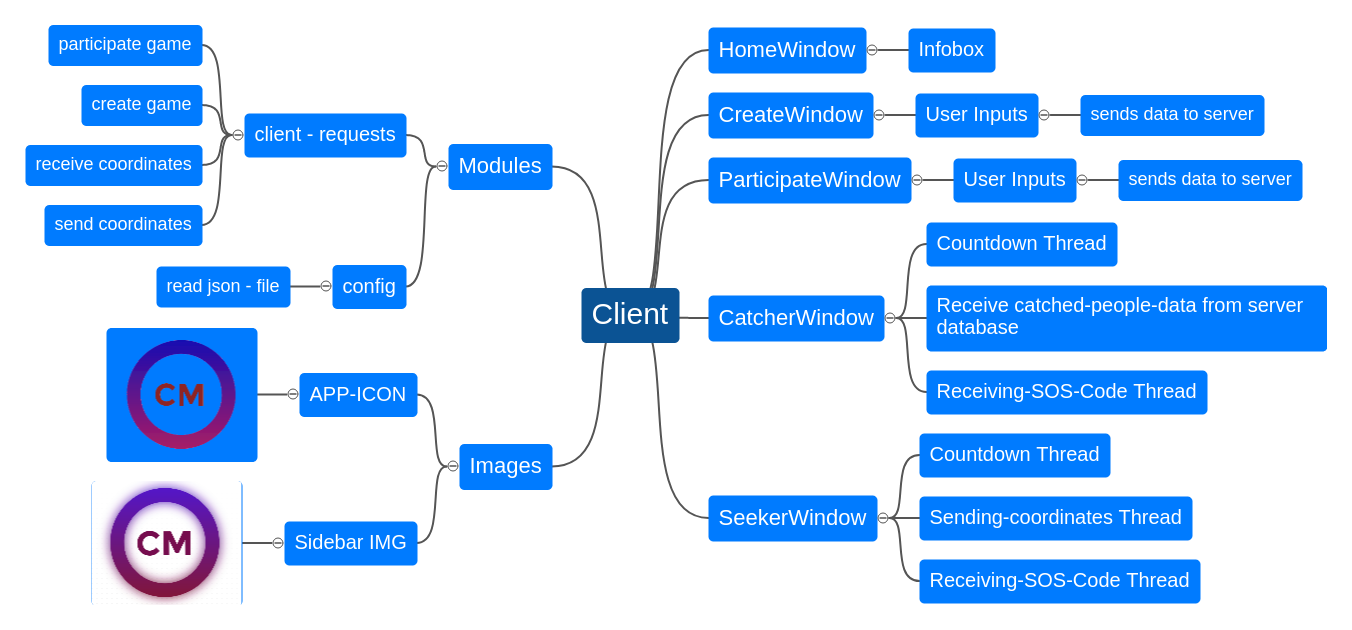 Client
Modules
client - requests
participate game
create game
receive coordinates
send coordinates
config
read json - file
Images
APP-ICON
CM
Sidebar IMG
CM
HomeWindow
Infobox
CreateWindow
User Inputs
sends data to server
ParticipateWindow
User Inputs
sends data to server
CatcherWindow
Countdown Thread
Receive catched-people-data from server
database
Receiving-SOS-Code Thread
SeekerWindow
Countdown Thread
Sending-coordinates Thread
Receiving-SOS-Code Thread